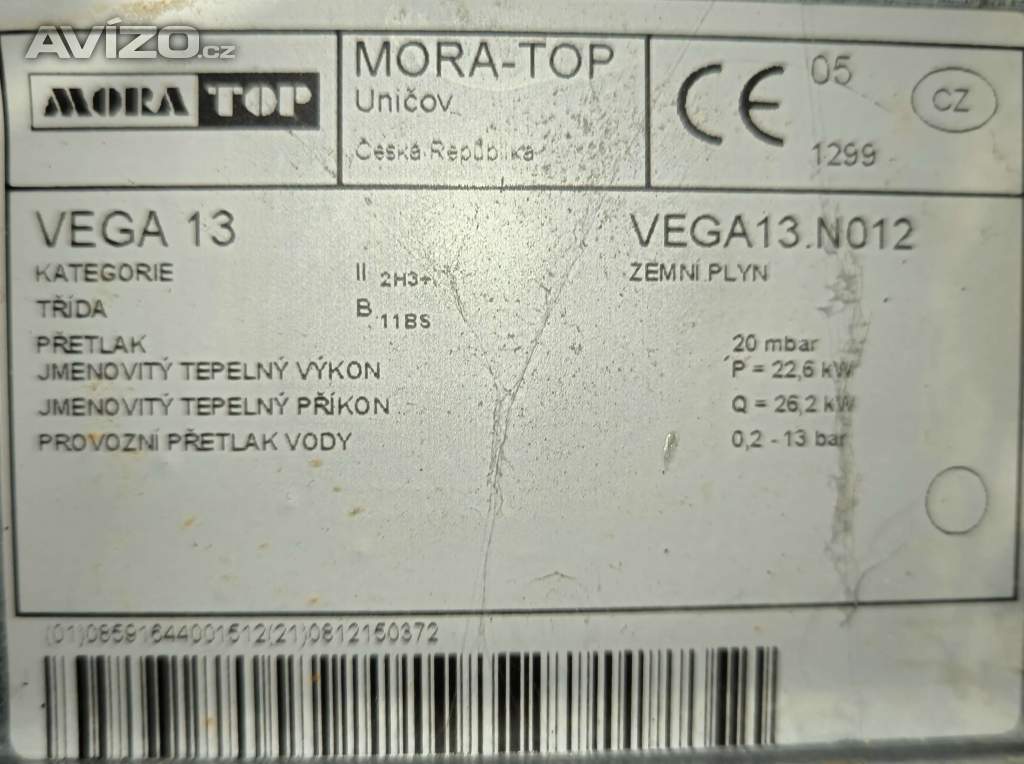 AVÍZO.cz
MORA TOP
MORA-TOP
Uničov
Česká Republika
CE 05
1299
CZ
VEGA 13 VEGA13.N012
KATEGORIE II 2H3+ ZEMNÍ PLYN
TŘÍDA B 11BS
PŘETLAK 20 mbar
JMENOVITÝ TEPELNÝ VÝKON P = 22,6 kW
JMENOVITÝ TEPELNÝ PŘÍKON Q = 26,2 kW
PROVOZNÍ PŘETLAK VODY 0,2 - 13 bar
(01)08591644001512(21)0812150372